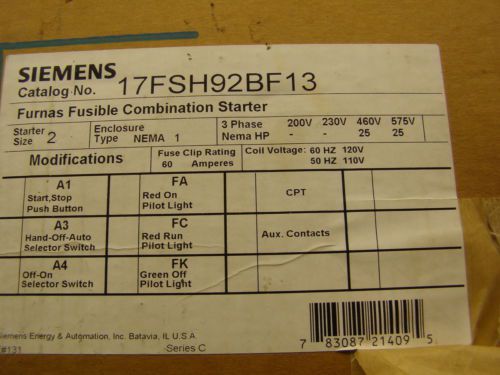 SIEMENS
Catalog No. 17FSH92BF13
Furnas Fusible Combination Starter
Starter Size 2
Enclosure Type NEMA 1
3 Phase 200V 230V 460V 575V
Nema HP - - 25 25
Modifications
Fuse Clip Rating
60 Amperes
Coil Voltage: 60 HZ 120V
50 HZ 110V
A1
Start,Stop
Push Button
FA
Red On
Pilot Light
CPT
A3
Hand-Off-Auto
Selector Switch
FC
Red Run
Pilot Light
Aux. Contacts
A4
Off-On
Selector Switch
FK
Green Off
Pilot Light
Siemens Energy & Automation, Inc. Batavia, IL U.S.A
#131
Series C
7 83087 21409 5